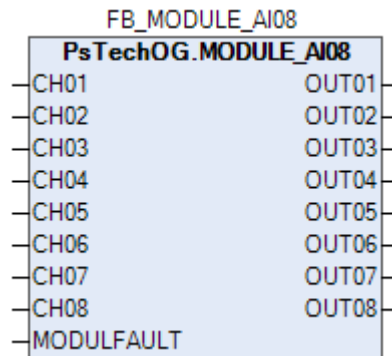 FB_MODULE_AI08
PsTechOG.MODULE_AI08
CH01 OUT01
CH02 OUT02
CH03 OUT03
CH04 OUT04
CH05 OUT05
CH06 OUT06
CH07 OUT07
CH08 OUT08
MODULFAULT